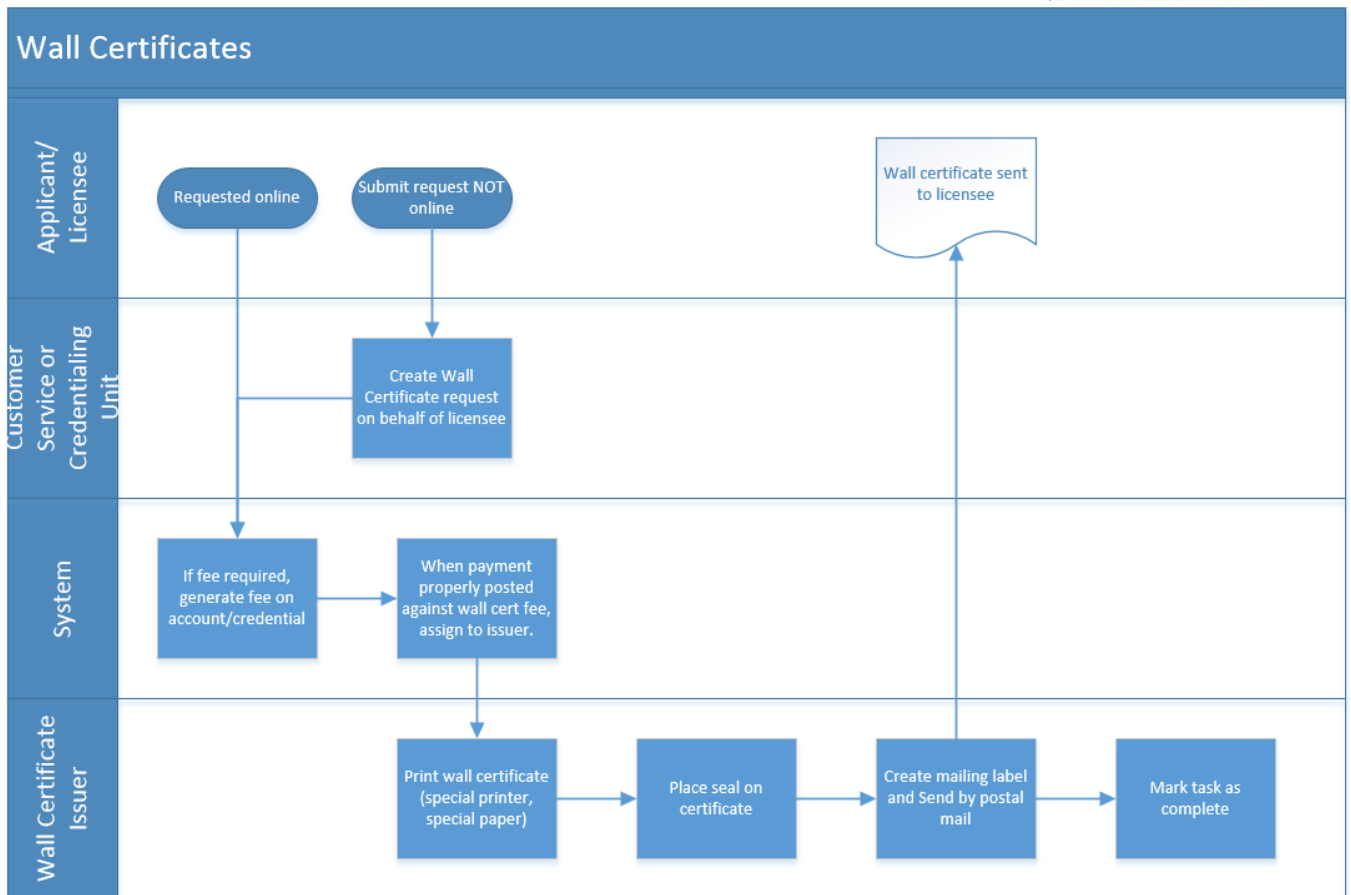 Wall Certificates
Applicant/
Licensee
Requested online
Submit request NOT
online
Wall certificate sent
to licensee
Customer
Service or
Credentialing
Unit
Create Wall
Certificate request
on behalf of licensee
System
If fee required,
generate fee on
account/credential
When payment
properly posted
against wall cert fee,
assign to issuer.
Wall Certificate
Issuer
Print wall certificate
(special printer,
special paper)
Place seal on
certificate
Create mailing label
and Send by postal
mail
Mark task as
complete